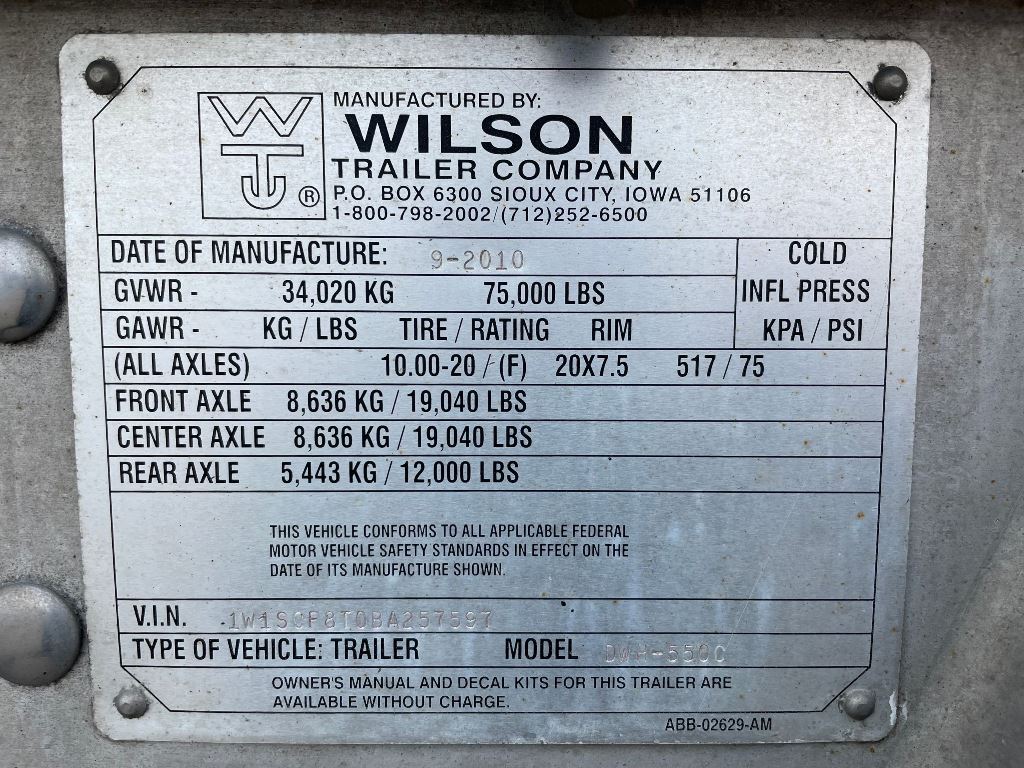 WT ®
MANUFACTURED BY:
WILSON
TRAILER COMPANY
P.O. BOX 6300 SIOUX CITY, IOWA 51106
1-800-798-2002/(712)252-6500
DATE OF MANUFACTURE: 9-2010
COLD
GVWR - 34,020 KG 75,000 LBS
INFL PRESS
GAWR - KG / LBS TIRE / RATING RIM KPA / PSI
(ALL AXLES) 10.00-20 / (F) 20X7.5 517 / 75
FRONT AXLE 8,636 KG / 19,040 LBS
CENTER AXLE 8,636 KG / 19,040 LBS
REAR AXLE 5,443 KG / 12,000 LBS
THIS VEHICLE CONFORMS TO ALL APPLICABLE FEDERAL
MOTOR VEHICLE SAFETY STANDARDS IN EFFECT ON THE
DATE OF ITS MANUFACTURE SHOWN.
V.I.N.
TYPE OF VEHICLE: TRAILER MODEL DWH-550C
OWNER'S MANUAL AND DECAL KITS FOR THIS TRAILER ARE
AVAILABLE WITHOUT CHARGE.
ABB-02629-AM